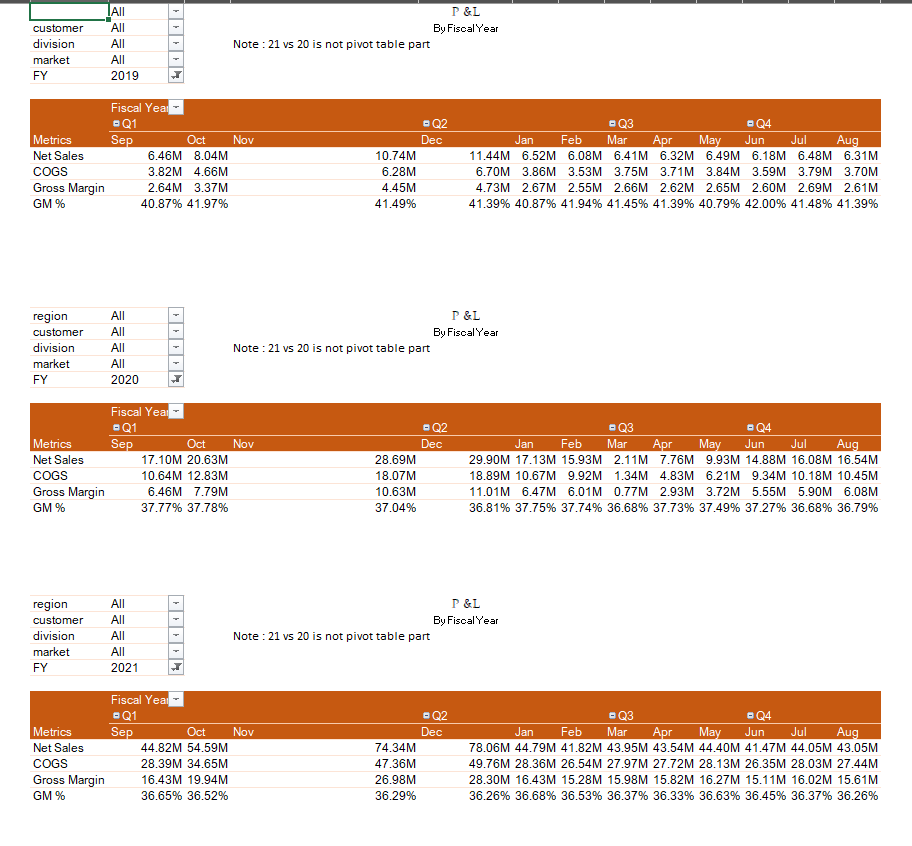 All P &L
customer All By Fiscal Year
division All Note : 21 vs 20 is not pivot table part
market All
FY 2019
Fiscal Year
Q1 Q2 Q3 Q4
Metrics Sep Oct Nov Dec Jan Feb Mar Apr May Jun Jul Aug
Net Sales 6.46M 8.04M 10.74M 11.44M 6.52M 6.08M 6.41M 6.32M 6.49M 6.18M 6.48M 6.31M
COGS 3.82M 4.66M 6.28M 6.70M 3.86M 3.53M 3.75M 3.71M 3.84M 3.59M 3.79M 3.70M
Gross Margin 2.64M 3.37M 4.45M 4.73M 2.67M 2.55M 2.66M 2.62M 2.65M 2.60M 2.69M 2.61M
GM % 40.87% 41.97% 41.49% 41.39% 40.87% 41.94% 41.45% 41.39% 40.79% 42.00% 41.48% 41.39%
region All P &L
customer All By Fiscal Year
division All Note : 21 vs 20 is not pivot table part
market All
FY 2020
Fiscal Year
Q1 Q2 Q3 Q4
Metrics Sep Oct Nov Dec Jan Feb Mar Apr May Jun Jul Aug
Net Sales 17.10M 20.63M 28.69M 29.90M 17.13M 15.93M 2.11M 7.76M 9.93M 14.88M 16.08M 16.54M
COGS 10.64M 12.83M 18.07M 18.89M 10.67M 9.92M 1.34M 4.83M 6.21M 9.34M 10.18M 10.45M
Gross Margin 6.46M 7.79M 10.63M 11.01M 6.47M 6.01M 0.77M 2.93M 3.72M 5.55M 5.90M 6.08M
GM % 37.77% 37.78% 37.04% 36.81% 37.75% 37.74% 36.68% 37.73% 37.49% 37.27% 36.68% 36.79%
region All P &L
customer All By Fiscal Year
division All Note : 21 vs 20 is not pivot table part
market All
FY 2021
Fiscal Year
Q1 Q2 Q3 Q4
Metrics Sep Oct Nov Dec Jan Feb Mar Apr May Jun Jul Aug
Net Sales 44.82M 54.59M 74.34M 78.06M 44.79M 41.82M 43.95M 43.54M 44.40M 41.47M 44.05M 43.05M
COGS 28.39M 34.65M 47.36M 49.76M 28.36M 26.54M 27.97M 27.72M 28.13M 26.35M 28.03M 27.44M
Gross Margin 16.43M 19.94M 26.98M 28.30M 16.43M 15.28M 15.98M 15.82M 16.27M 15.11M 16.02M 15.61M
GM % 36.65% 36.52% 36.29% 36.26% 36.68% 36.53% 36.37% 36.33% 36.63% 36.45% 36.37% 36.26%